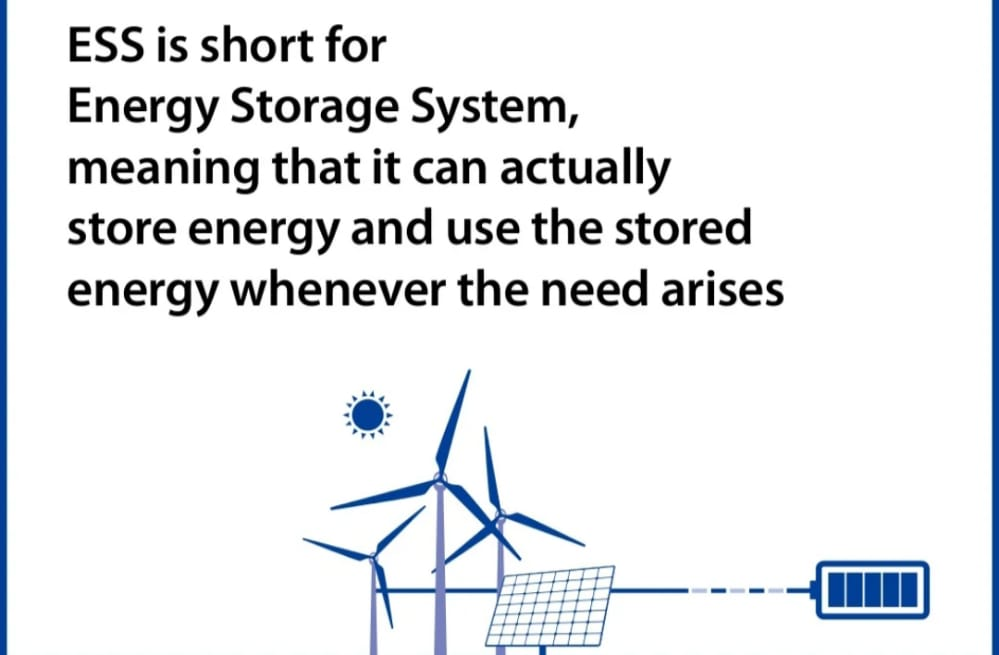 ESS is short for
Energy Storage System,
meaning that it can actually
store energy and use the stored
energy whenever the need arises